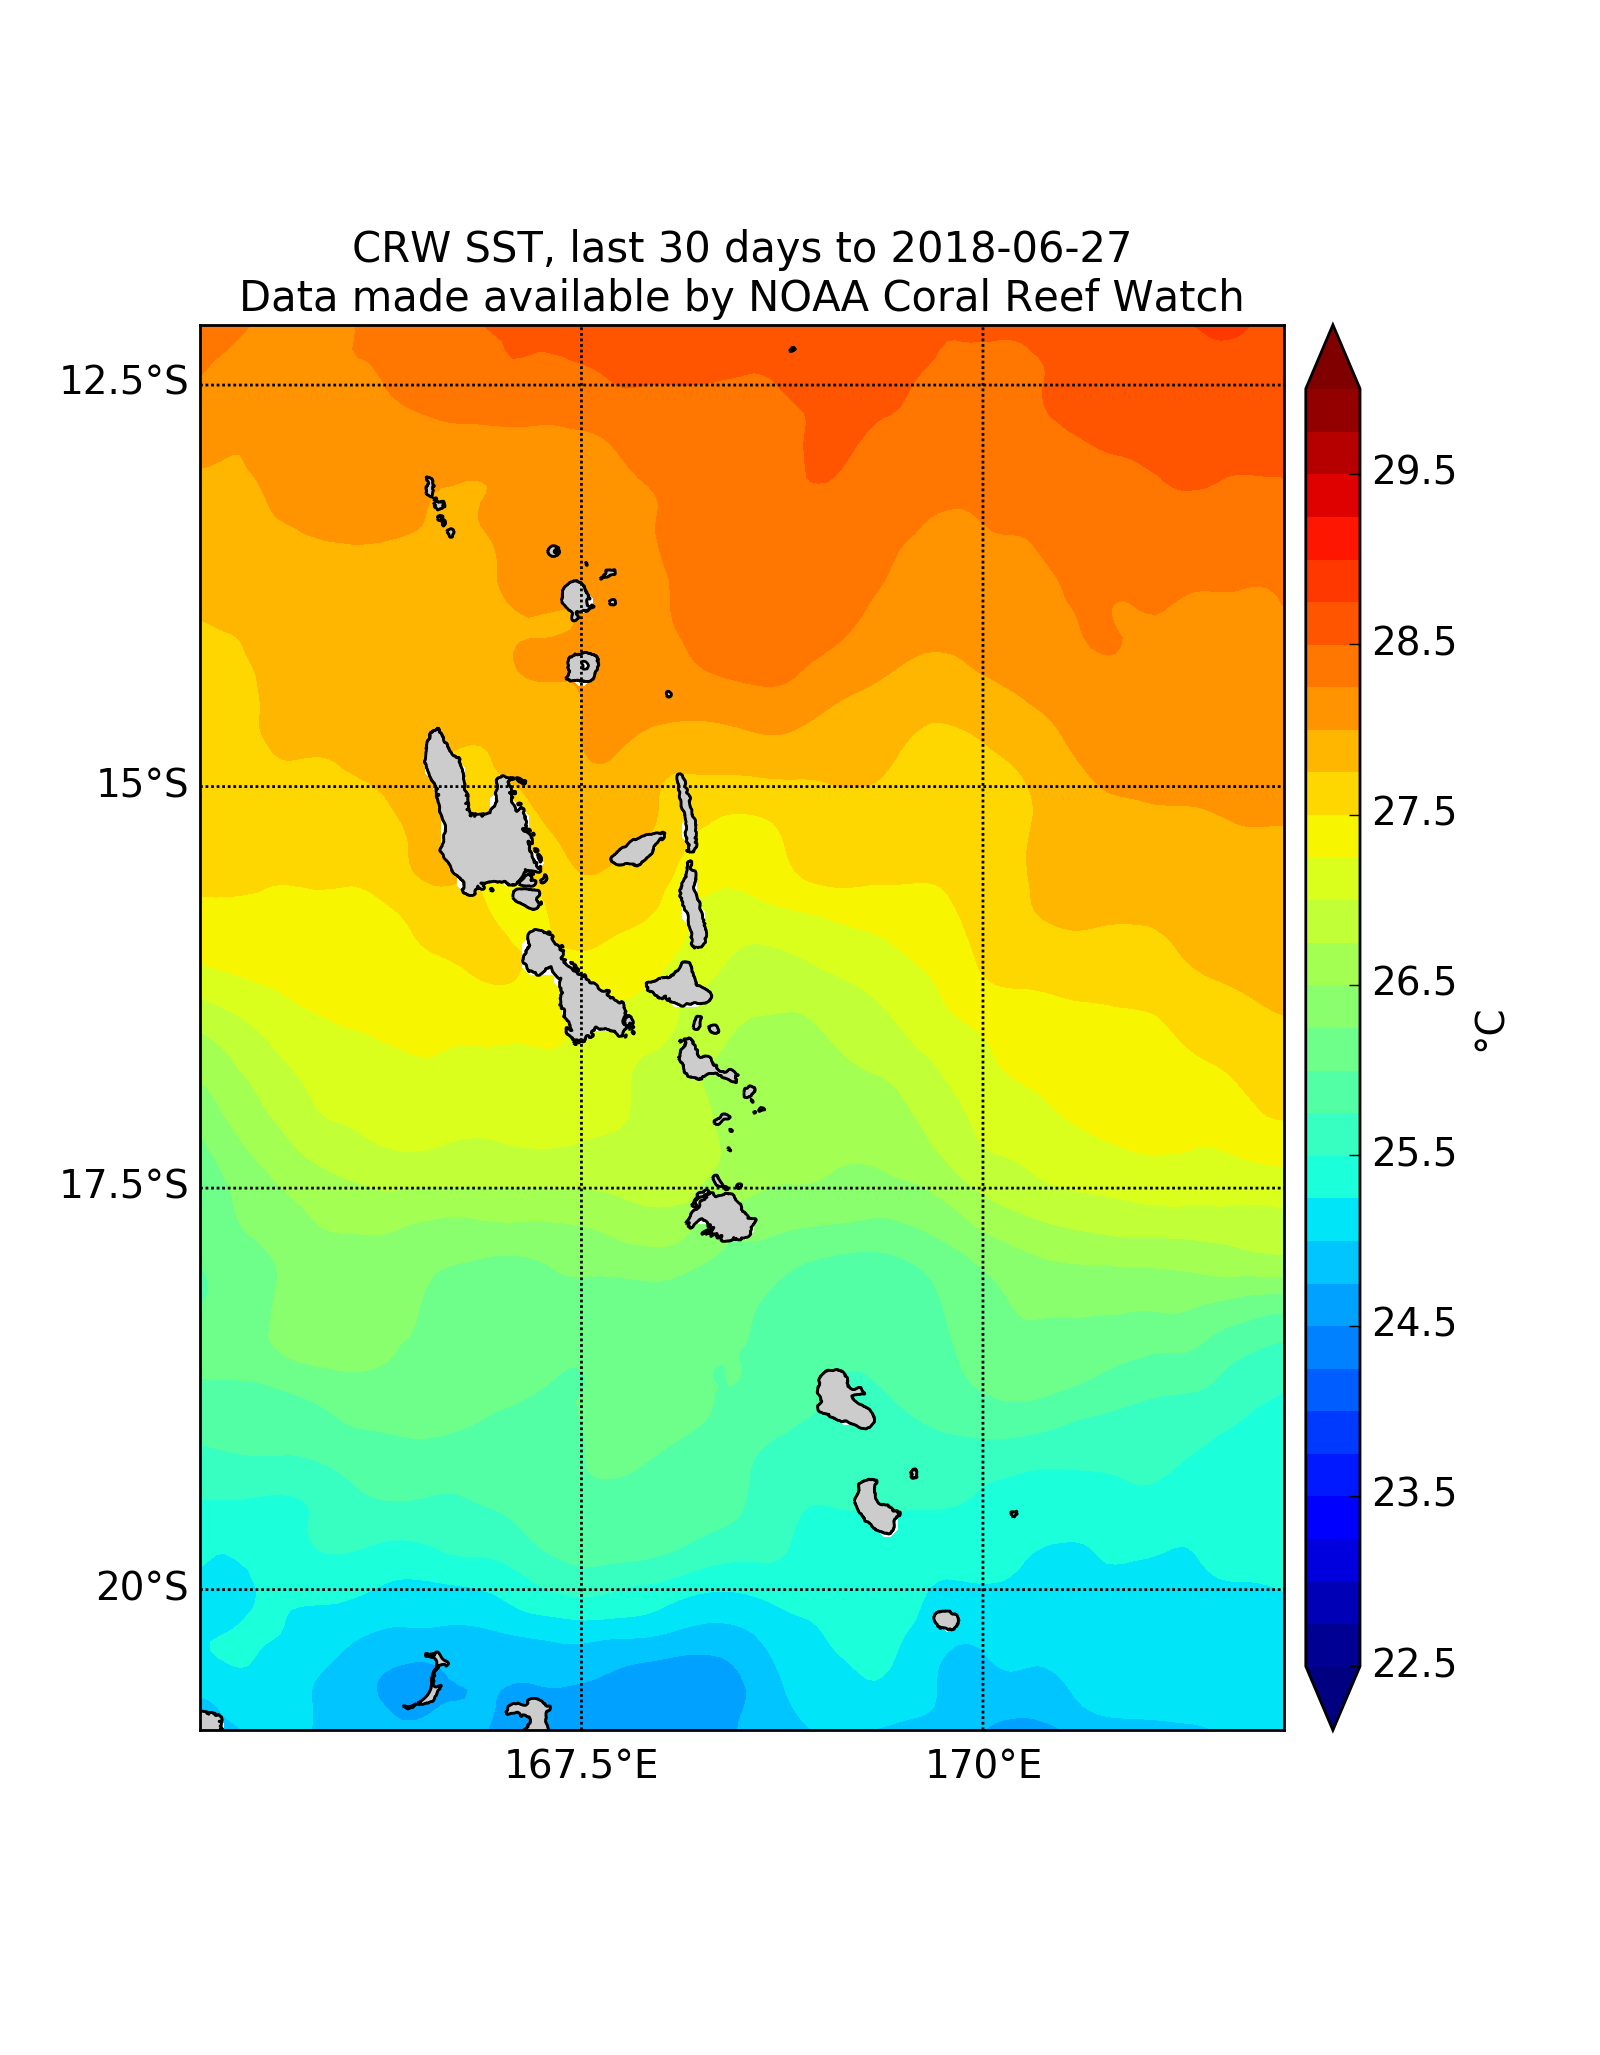 CRW SST, last 30 days to 2018-06-27
Data made available by NOAA Coral Reef Watch
12.5°S
15°S
17.5°S
20°S
167.5°E
170°E
29.5
28.5
27.5
26.5
25.5
24.5
23.5
22.5
°C